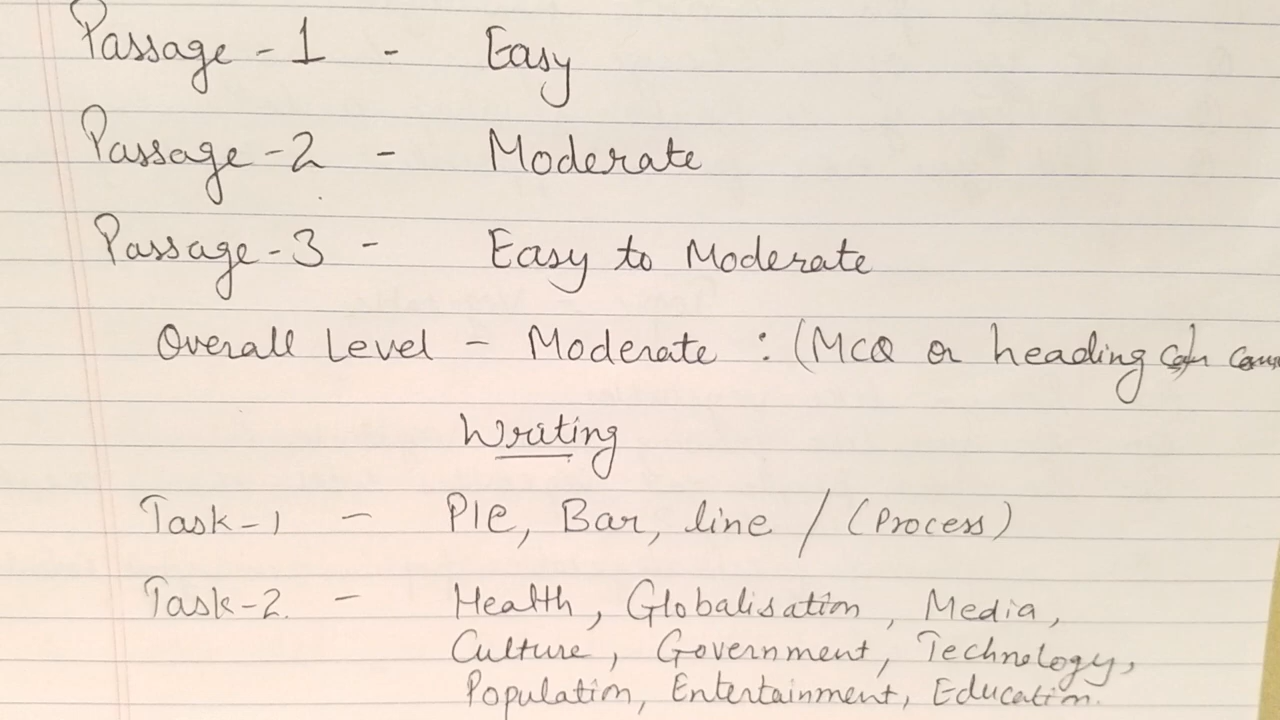 Passage - 1 - Easy
Passage - 2 - Moderate
Passage - 3 - Easy to Moderate
Overall Level - Moderate : (MCQ or heading can
Writing
Task-1 - PIE, Bar, line / (Process)
Task-2. - Health, Globalisation, Media,
Culture, Government, Technology,
Population, Entertainment, Education.